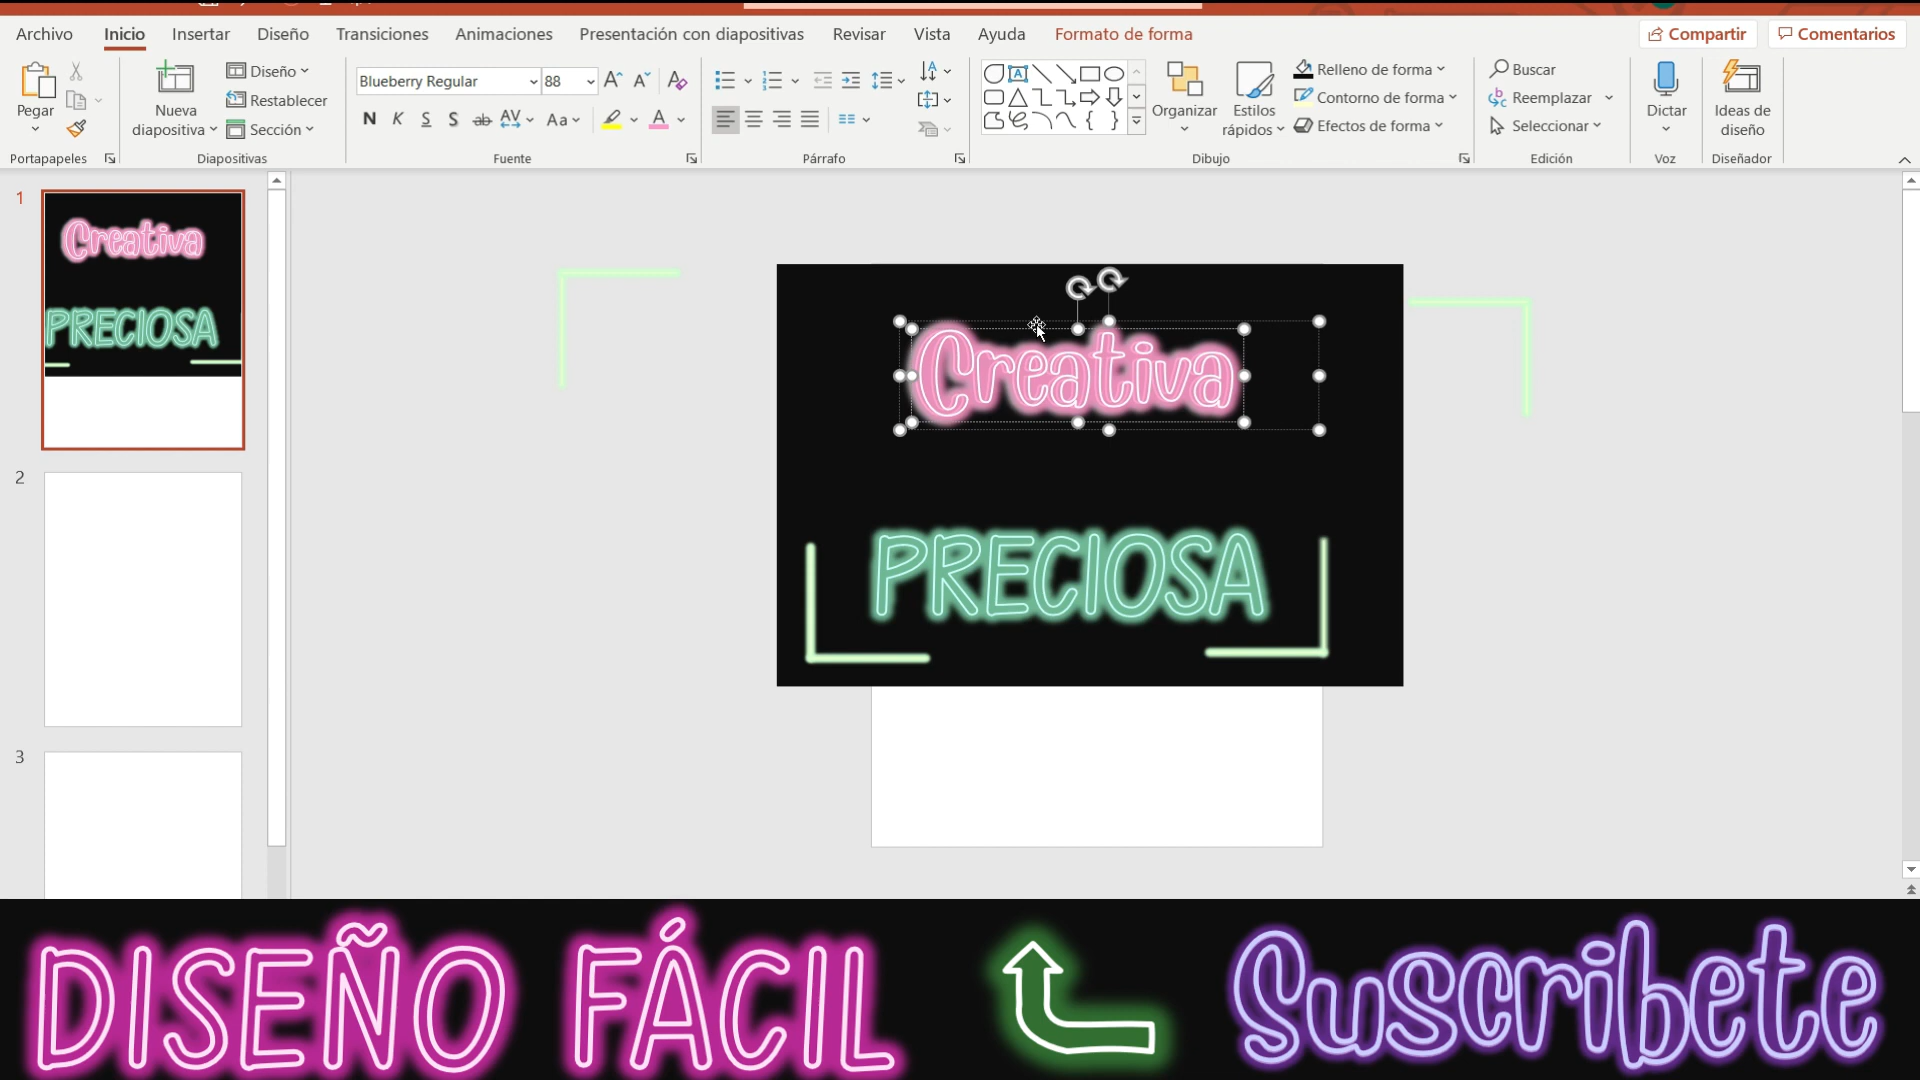 Archivo Inicio Insertar Diseño Transiciones Animaciones Presentación con diapositivas Revisar Vista Ayuda Formato de forma Compartir Comentarios
Pegar
Nueva diapositiva
Diseño
Restablecer
Sección
Blueberry Regular 88
N K S S ab AV Aa A
Organizar
Estilos rápidos
Relleno de forma
Contorno de forma
Efectos de forma
Buscar
Reemplazar
Seleccionar
Dictar
Ideas de diseño
Portapapeles Diapositivas Fuente Párrafo Dibujo Edición Voz Diseñador
1
Creativa
PRECIOSA
2
3
Creativa
PRECIOSA
DISEÑO FÁCIL Suscribete